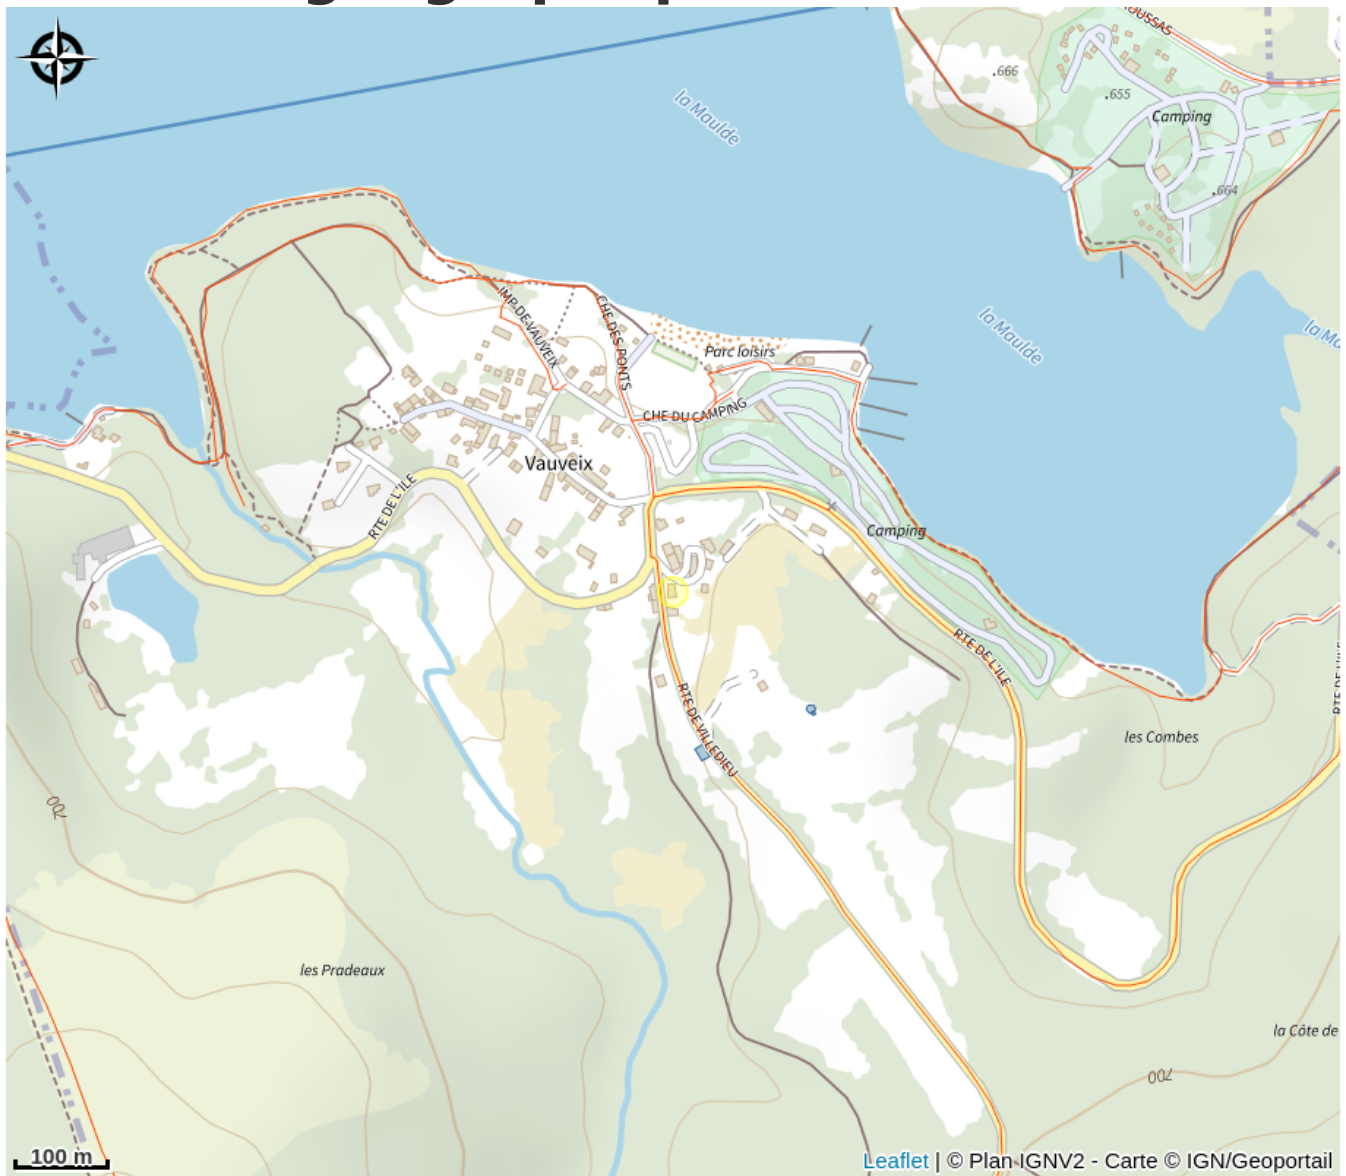 OUSSAS
.666
.655
Camping
la Maulde
.664
la Maulde
IMP DE VAUVEIX
CHE DES PONTS
Parc loisirs
CHE DU CAMPING
Vauveix
RTE DE L'ILE
Camping
RTE DE L'ILE
RTE DE VILLEDIEU
les Combes
700
les Pradeaux
la Côte de
700
100 m
Leaflet | © Plan IGNV2 - Carte © IGN/Geoportail